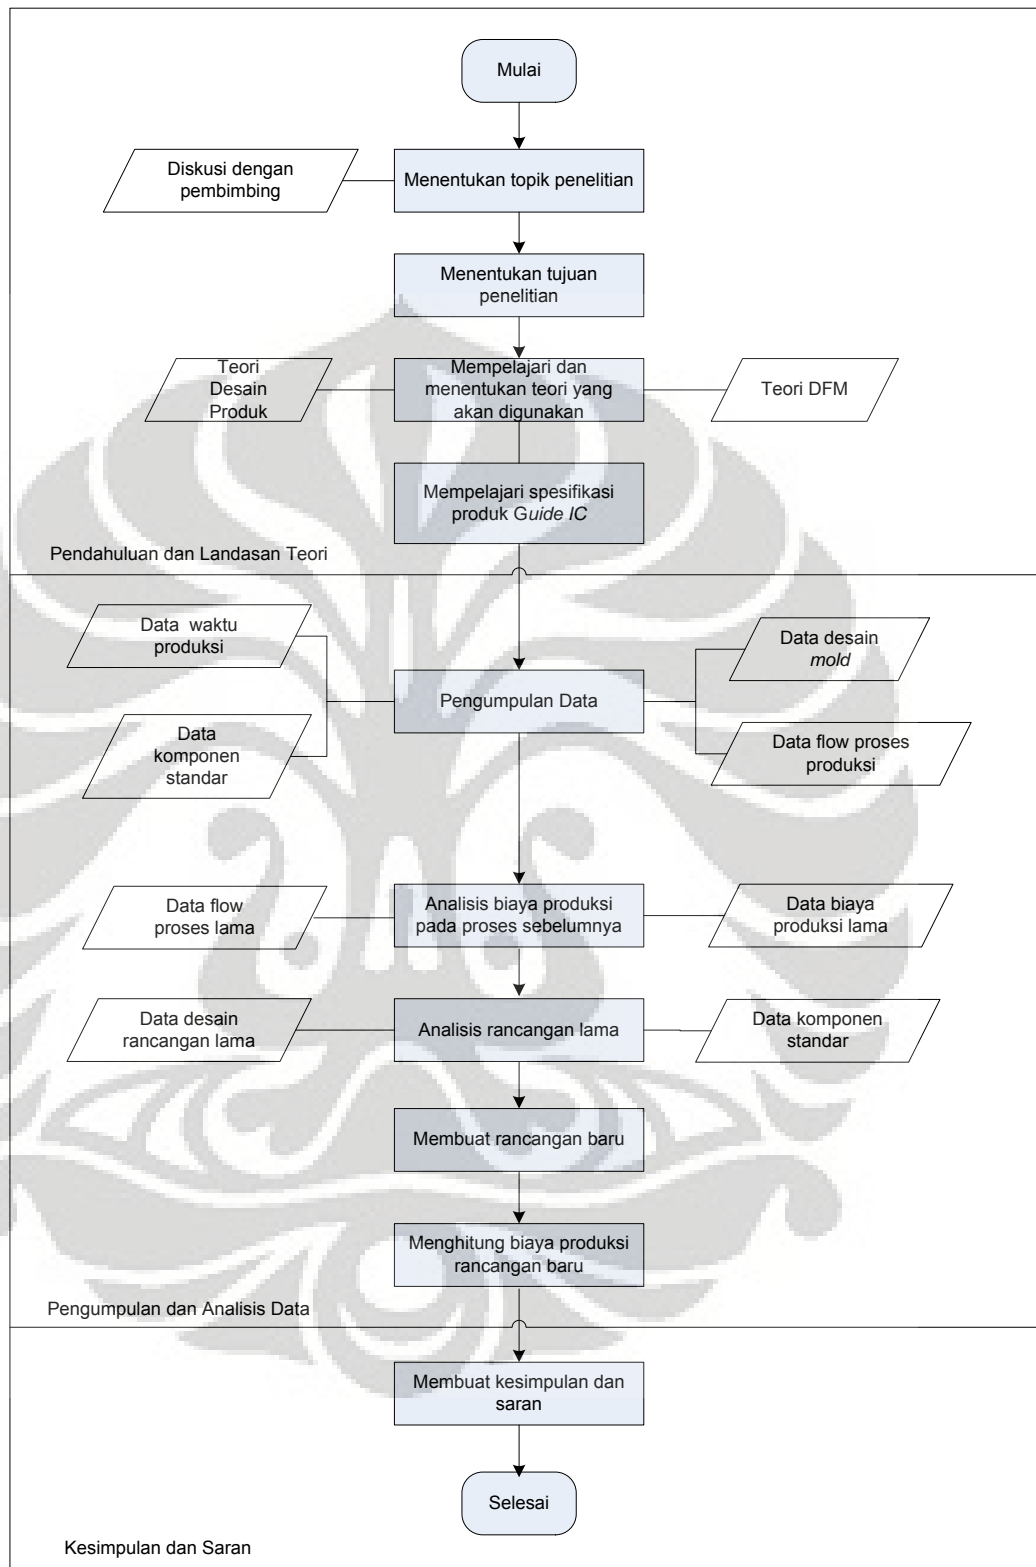 Mulai
Diskusi dengan
pembimbing
Menentukan topik penelitian
Menentukan tujuan
penelitian
Teori
Desain
Produk
Mempelajari dan
menentukan teori yang
akan digunakan
Teori DFM
Mempelajari spesifikasi
produk Guide IC
Pendahuluan dan Landasan Teori
Data waktu
produksi
Data
komponen
standar
Pengumpulan Data
Data desain
mold
Data flow proses
produksi
Data flow
proses lama
Analisis biaya produksi
pada proses sebelumnya
Data biaya
produksi lama
Data desain
rancangan lama
Analisis rancangan lama
Data komponen
standar
Membuat rancangan baru
Menghitung biaya produksi
rancangan baru
Pengumpulan dan Analisis Data
Membuat kesimpulan dan
saran
Selesai
Kesimpulan dan Saran